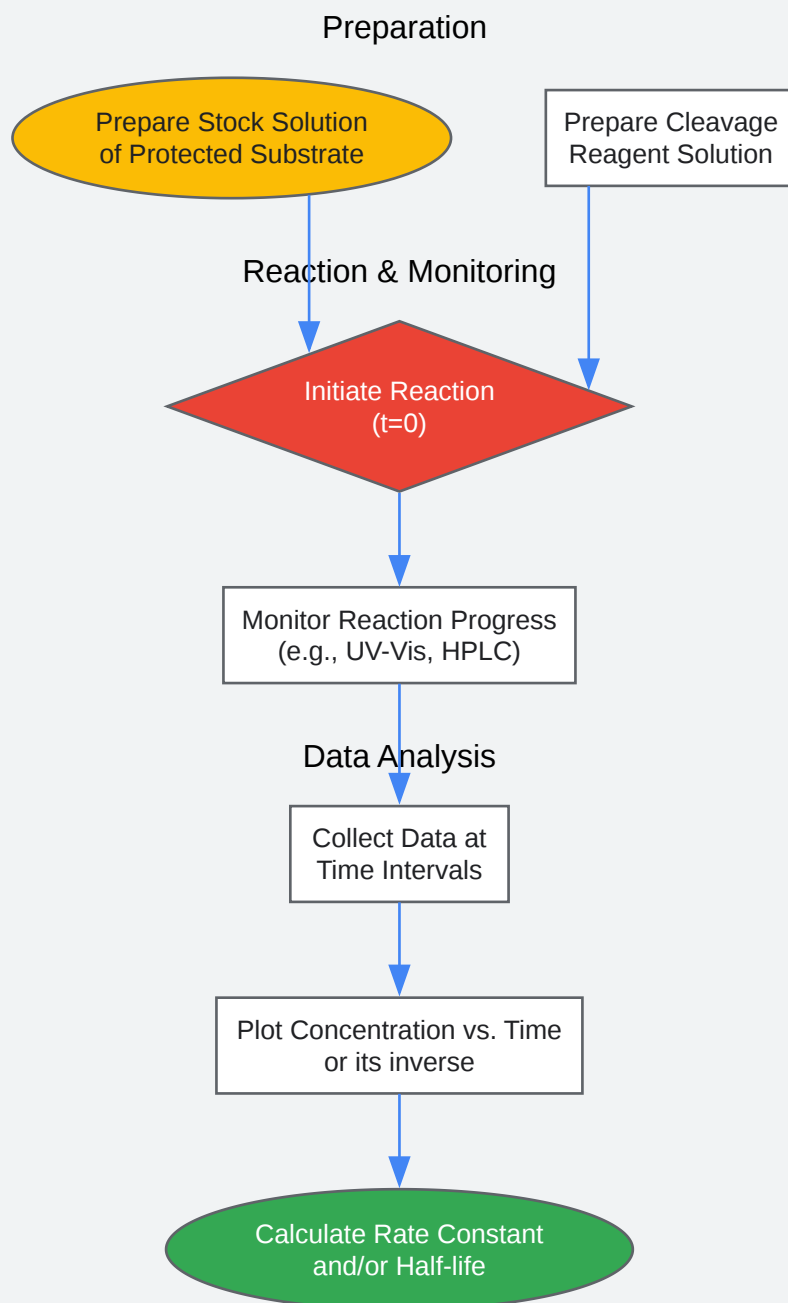 Preparation
Prepare Stock Solution
of Protected Substrate
Prepare Cleavage
Reagent Solution
Reaction & Monitoring
Initiate Reaction
(t=0)
Monitor Reaction Progress
(e.g., UV-Vis, HPLC)
Data Analysis
Collect Data at
Time Intervals
Plot Concentration vs. Time
or its inverse
Calculate Rate Constant
and/or Half-life